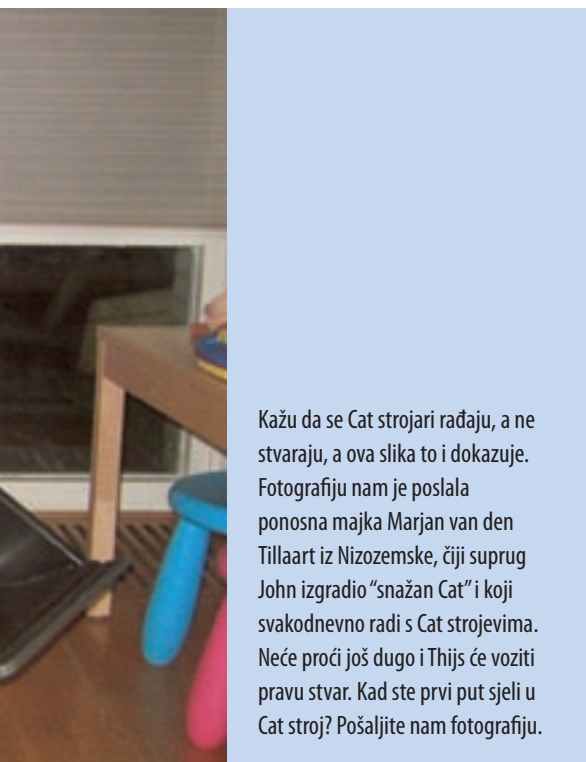 Kažu da se Cat strojari rađaju, a ne
stvaraju, a ova slika to i dokazuje.
Fotografiju nam je poslala
ponosna majka Marjan van den
Tillaart iz Nizozemske, čiji suprug
John izgradio “snažan Cat” i koji
svakodnevno radi s Cat strojevima.
Neće proći još dugo i Thijs će voziti
pravu stvar. Kad ste prvi put sjeli u
Cat stroj? Pošaljite nam fotografiju.